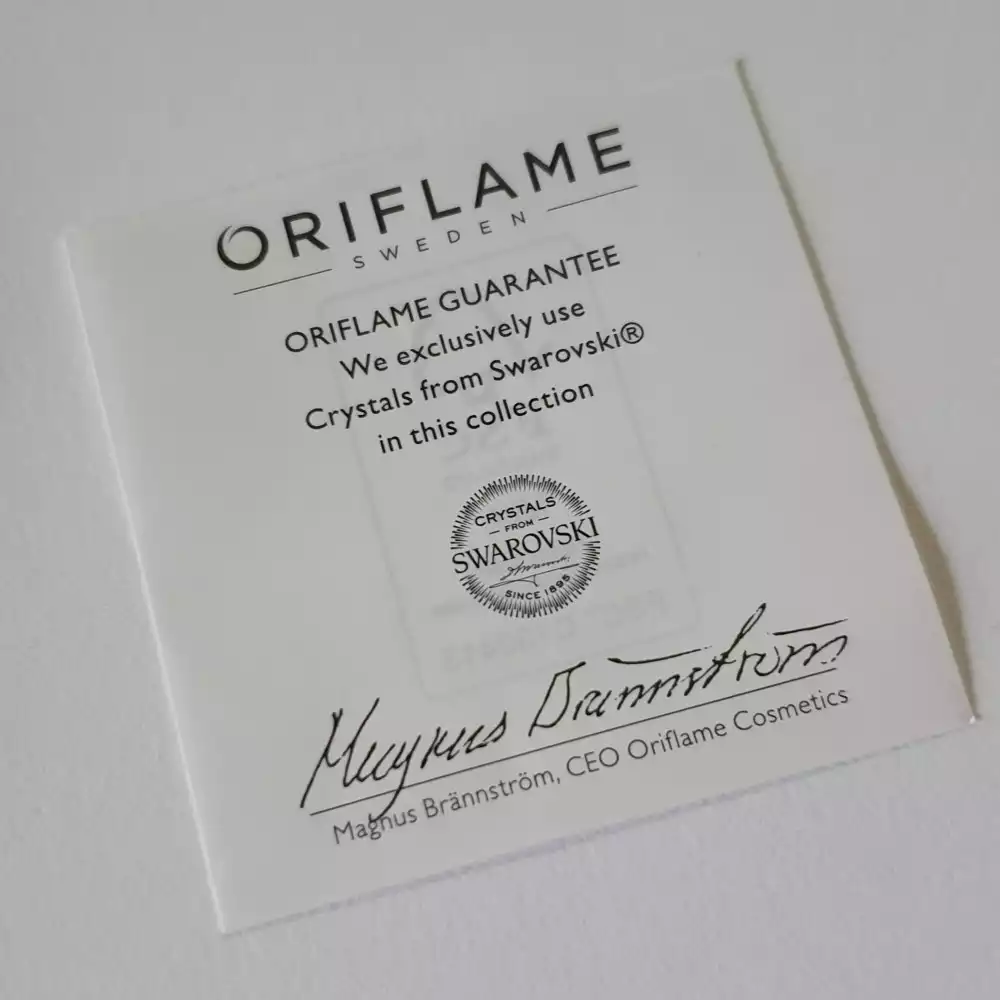 ORIFLAME
SWEDEN
ORIFLAME GUARANTEE
We exclusively use
Crystals from Swarovski®
in this collection
CRYSTALS
— FROM —
SWAROVSKI
SINCE 1895
Magnus Brännström
Magnus Brännström, CEO Oriflame Cosmetics